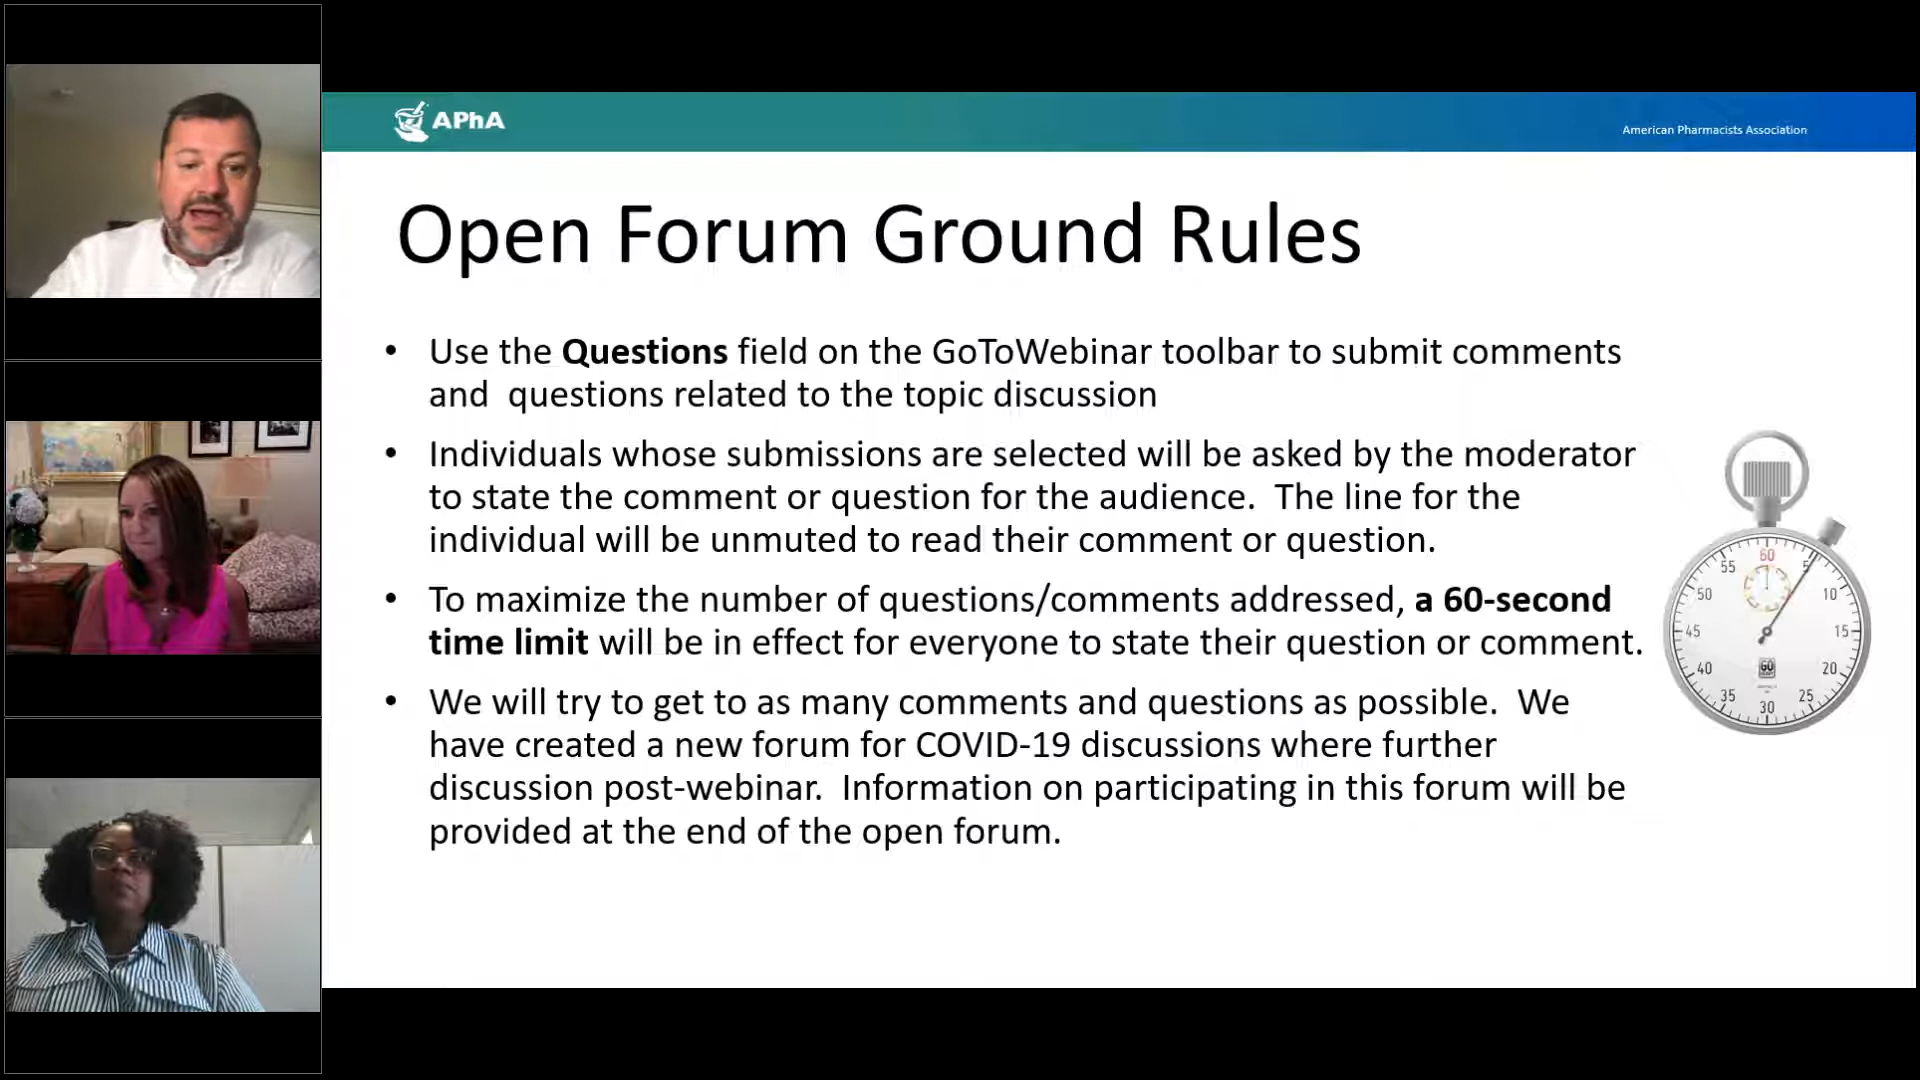 APhA
American Pharmacists Association
Open Forum Ground Rules
• Use the Questions field on the GoToWebinar toolbar to submit comments
and questions related to the topic discussion
• Individuals whose submissions are selected will be asked by the moderator
to state the comment or question for the audience. The line for the
individual will be unmuted to read their comment or question.
• To maximize the number of questions/comments addressed, a 60-second
time limit will be in effect for everyone to state their question or comment.
• We will try to get to as many comments and questions as possible. We
have created a new forum for COVID-19 discussions where further
discussion post-webinar. Information on participating in this forum will be
provided at the end of the open forum.
60
55 5
50 10
45 15
40 20
35 25
30
GO